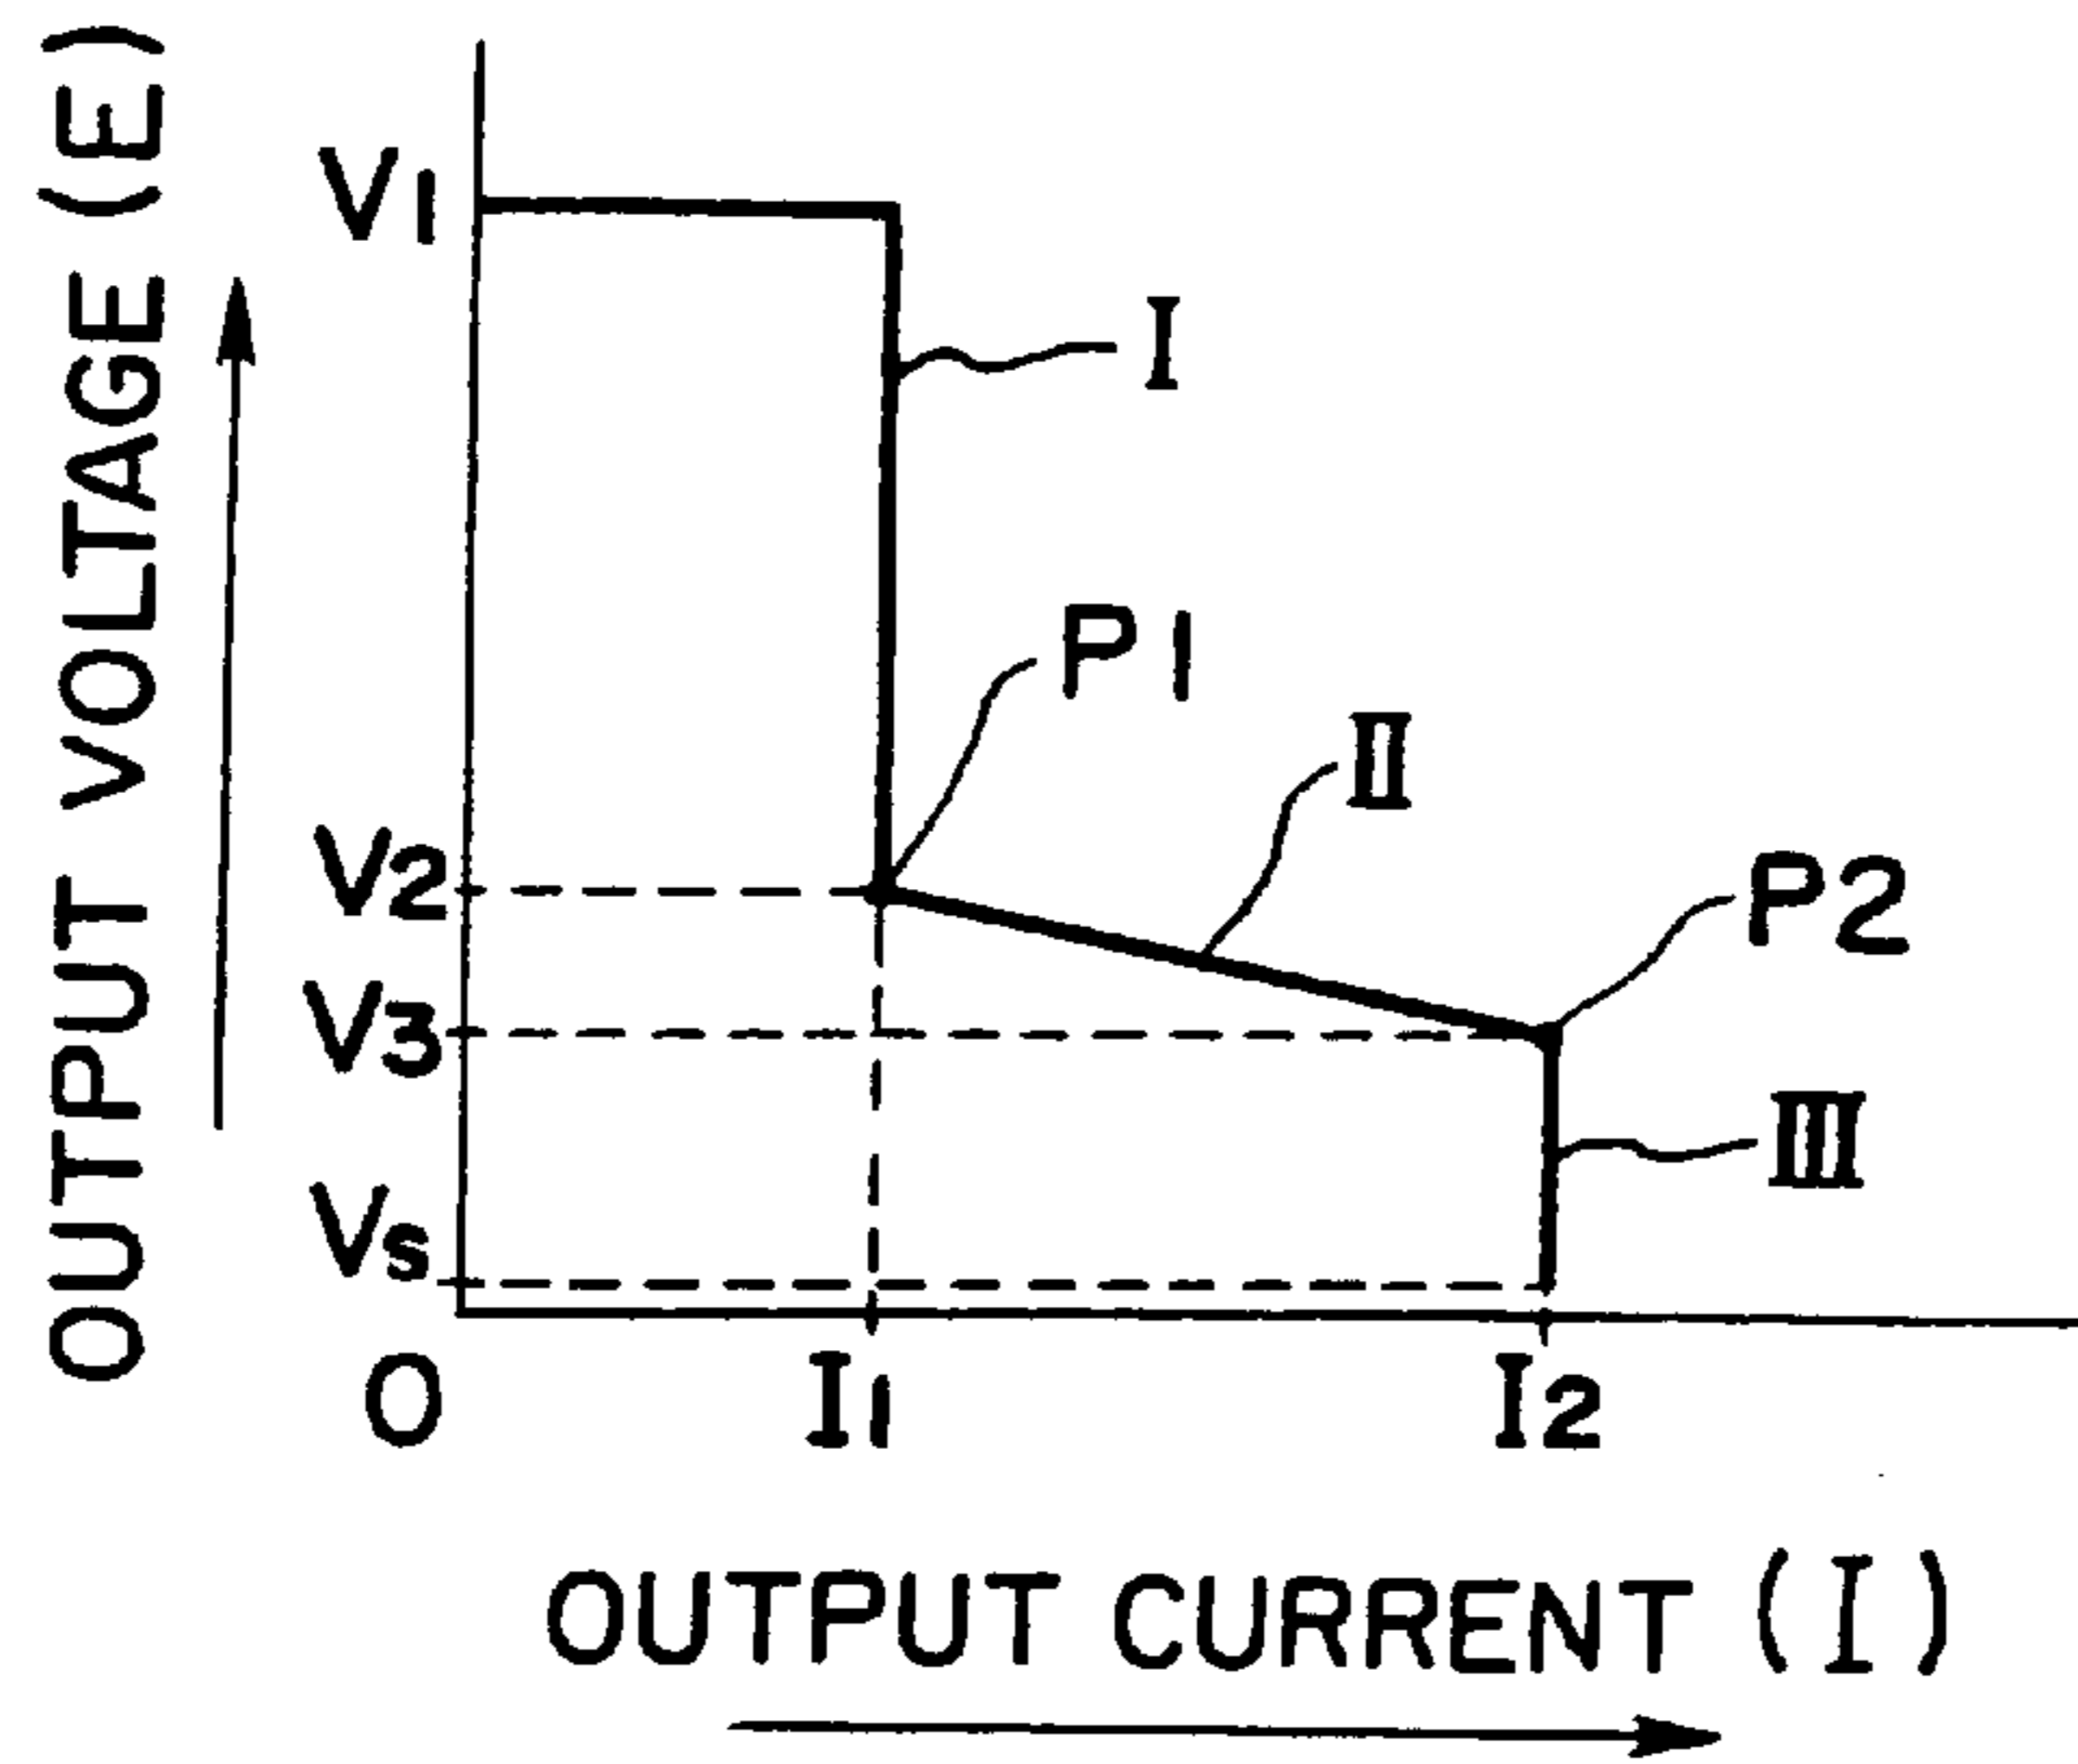 OUTPUT VOLTAGE (E)
V1
I
P1
II
V2
P2
V3
III
Vs
O
I1
I2
OUTPUT CURRENT (I)